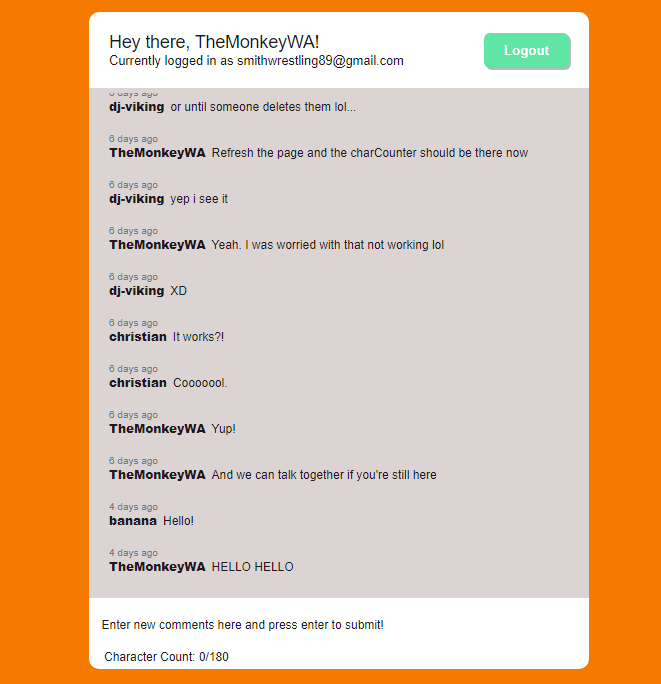 Hey there, TheMonkeyWA!
Currently logged in as smithwrestling89@gmail.com
Logout
days ago
dj-viking or until someone deletes them lol...
6 days ago
TheMonkeyWA Refresh the page and the charCounter should be there now
6 days ago
dj-viking yep i see it
6 days ago
TheMonkeyWA Yeah. I was worried with that not working lol
6 days ago
dj-viking XD
6 days ago
christian It works?!
6 days ago
christian Cooooool.
6 days ago
TheMonkeyWA Yup!
6 days ago
TheMonkeyWA And we can talk together if you're still here
4 days ago
banana Hello!
4 days ago
TheMonkeyWA HELLO HELLO
Enter new comments here and press enter to submit!
Character Count: 0/180